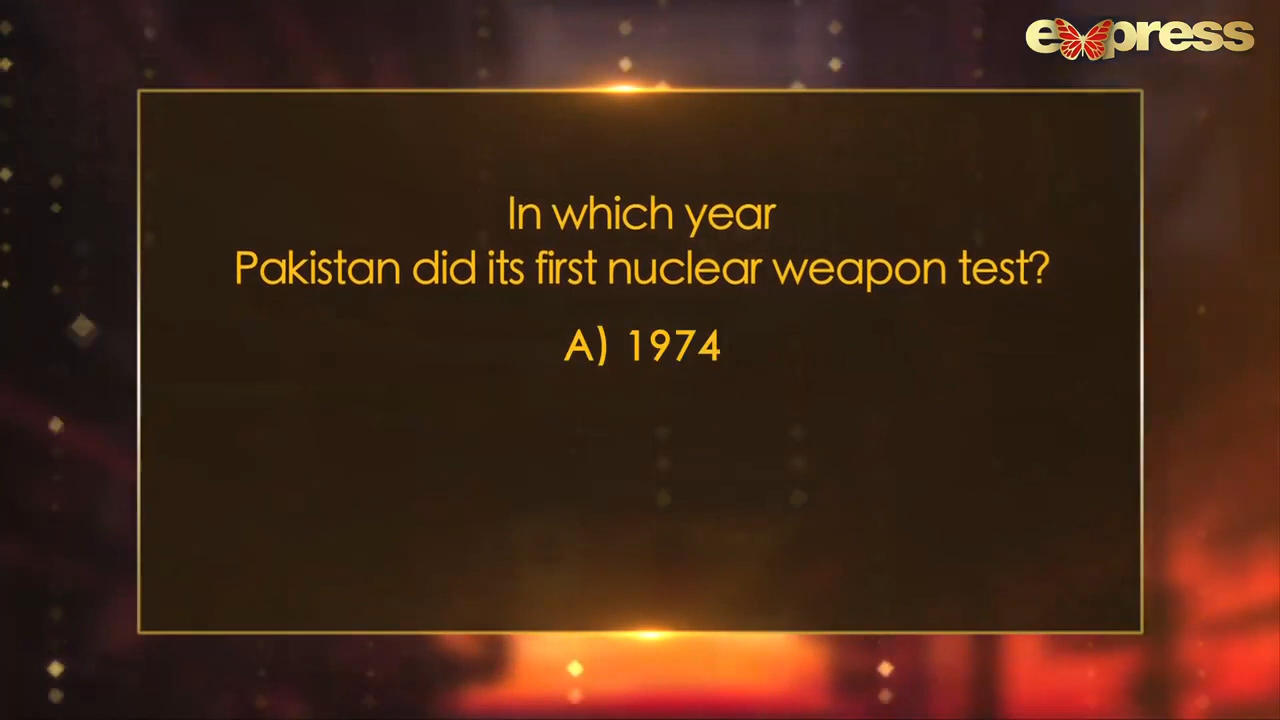 express
In which year
Pakistan did its first nuclear weapon test?
A) 1974